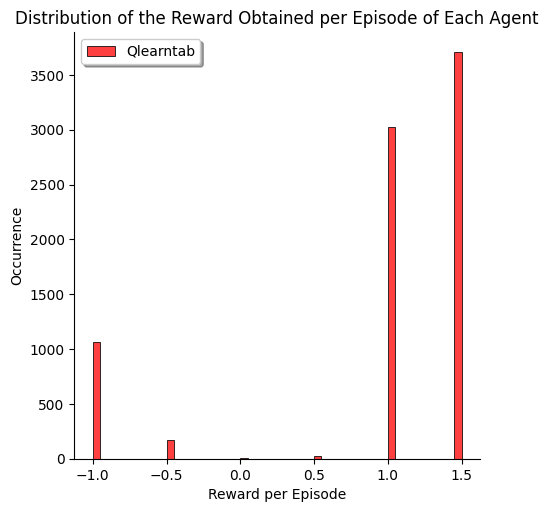 Distribution of the Reward Obtained per Episode of Each Agent
Qlearntab
3500
3000
2500
2000
1500
1000
500
0
Occurrence
−1.0 −0.5 0.0 0.5 1.0 1.5
Reward per Episode